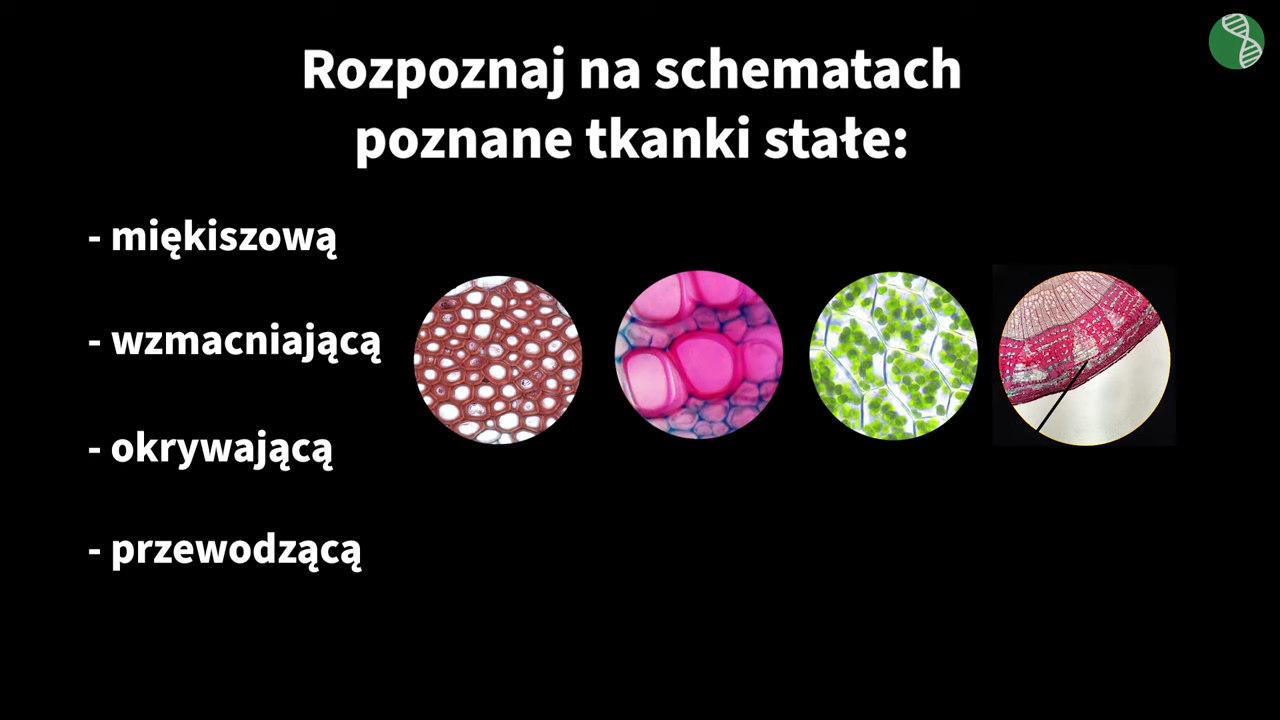 Rozpoznaj na schematach
poznane tkanki stałe:
- miękiszową
- wzmacniającą
- okrywającą
- przewodzącą